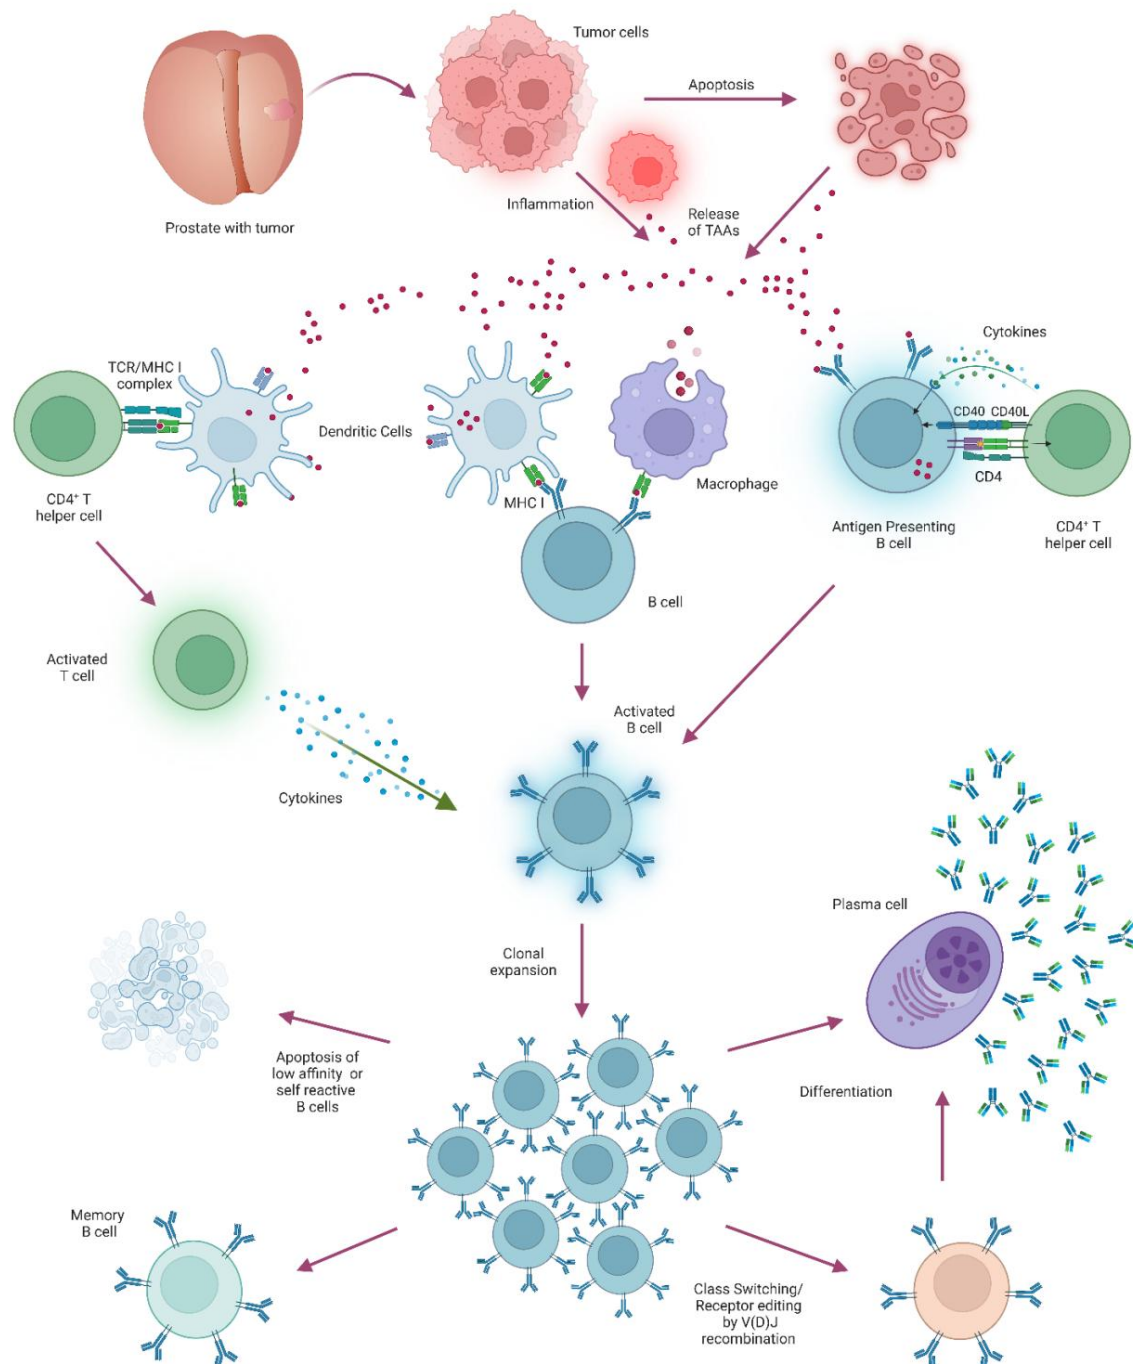 Tumor cells
Apoptosis
Inflammation
Release
of TAAs
Prostate with tumor
Cytokines
TCR/MHC I
complex
CD40 CD40L
Dendritic Cells
CD4
Macrophage
MHC I
CD4⁺ T
helper cell
Antigen Presenting
B cell
CD4⁺ T
helper cell
B cell
Activated
T cell
Activated
B cell
Cytokines
Plasma cell
Clonal
expansion
Apoptosis of
low affinity or
self reactive
B cells
Differentiation
Memory
B cell
Class Switching/
Receptor editing
by V(D)J
recombination